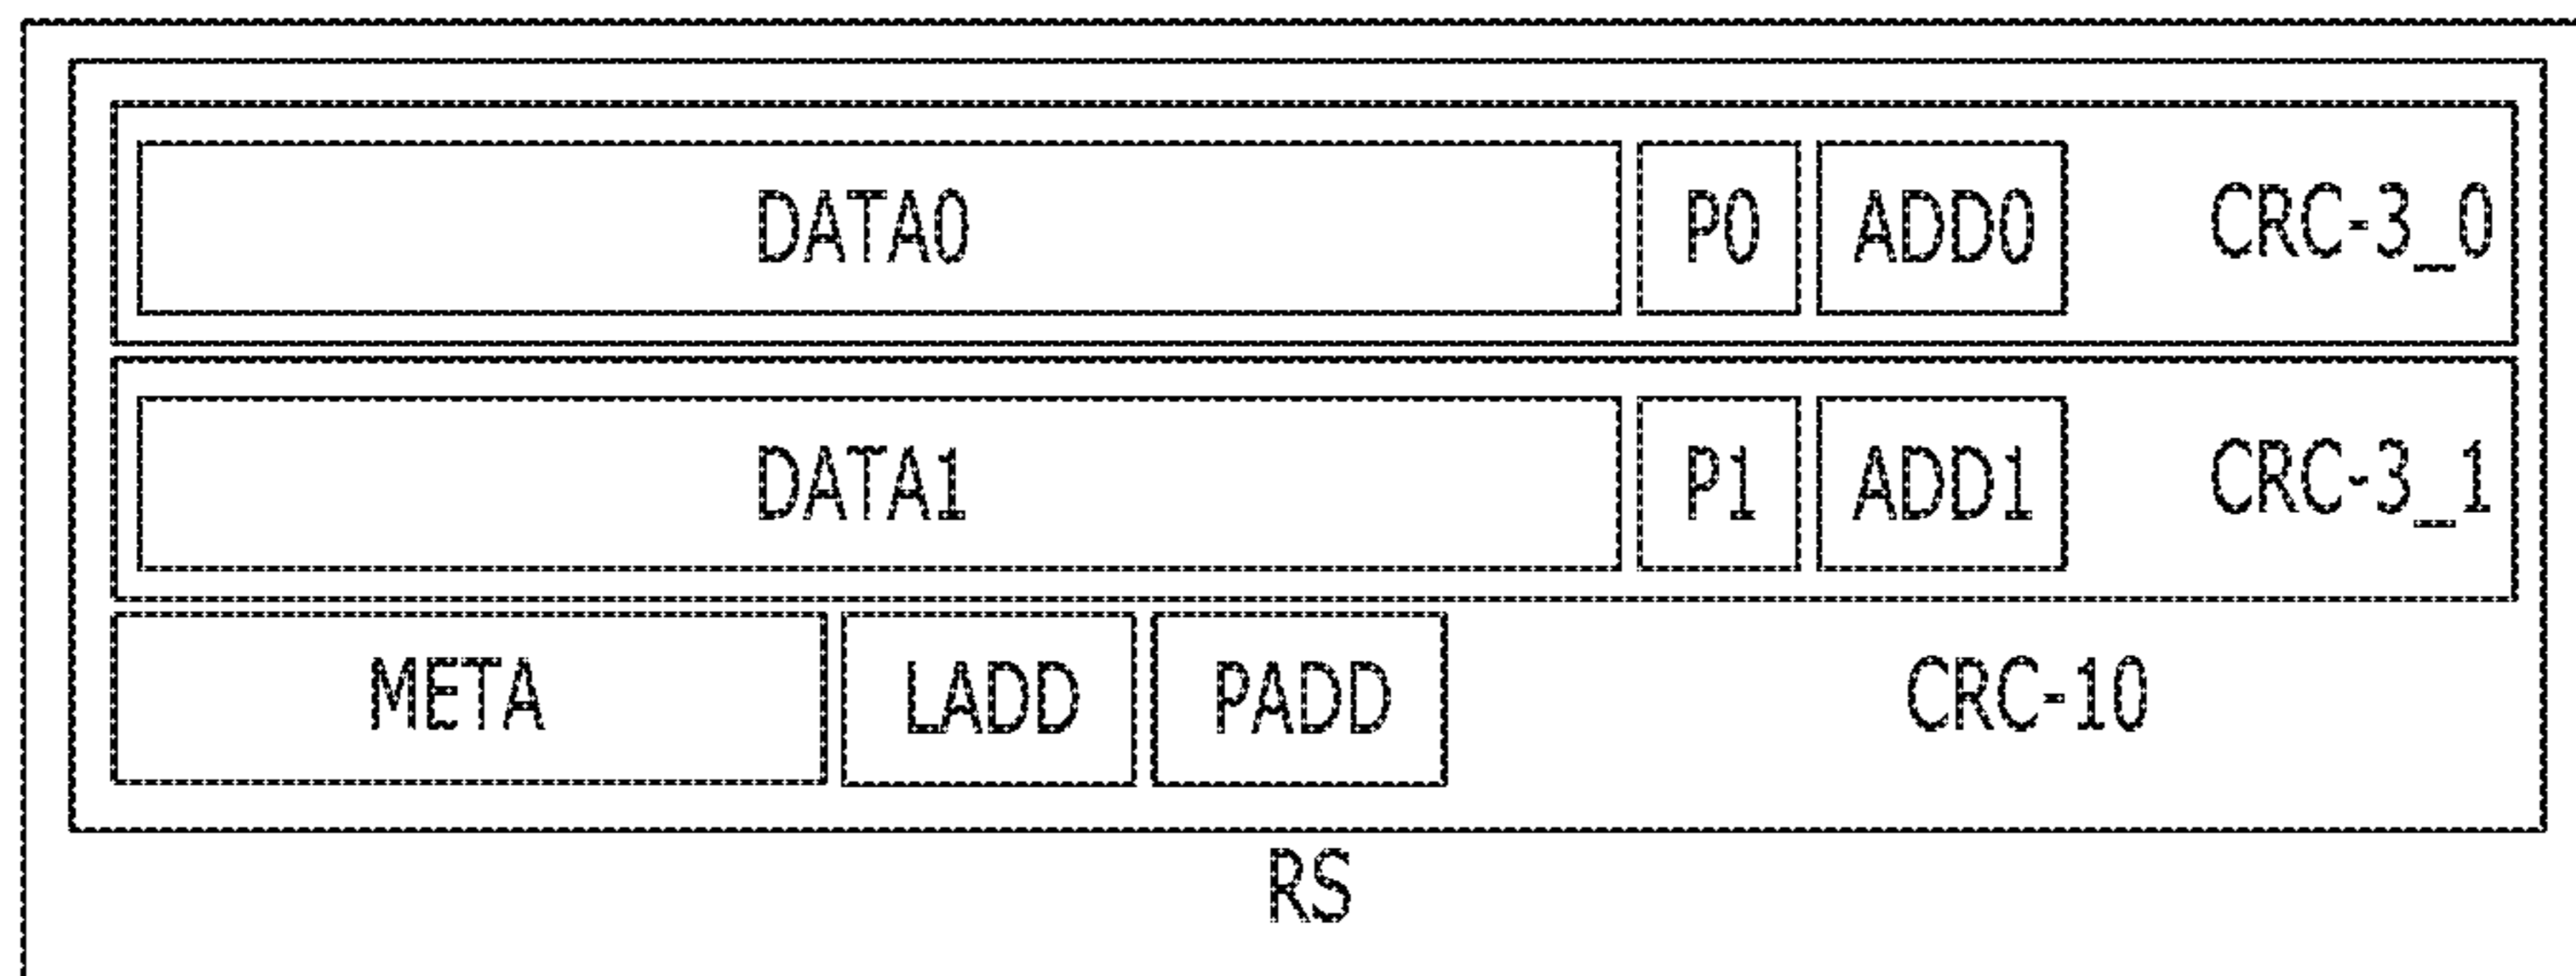 DATA0 P0 ADD0 CRC-3_0
DATA1 P1 ADD1 CRC-3_1
META LADD PADD CRC-10
RS